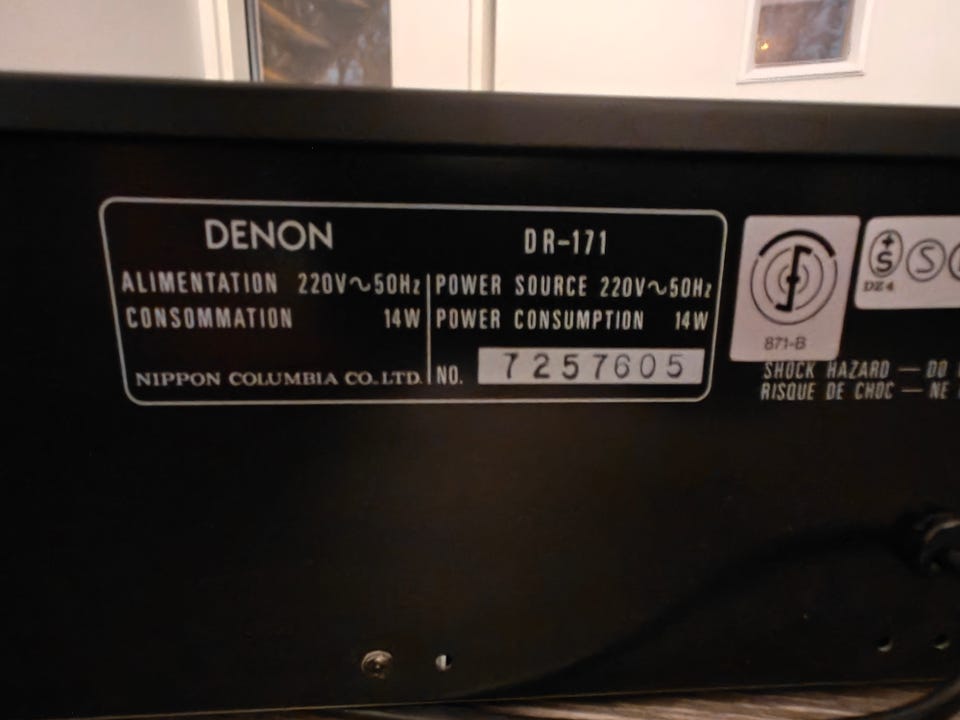 DENON DR-171
ALIMENTATION 220V~50Hz
CONSOMMATION 14W
POWER SOURCE 220V~50Hz
POWER CONSUMPTION 14W
NIPPON COLUMBIA CO. LTD. NO. 7257605
871-B
+S S
DZ4
SHOCK HAZARD — DO
RISQUE DE CHOC — NE